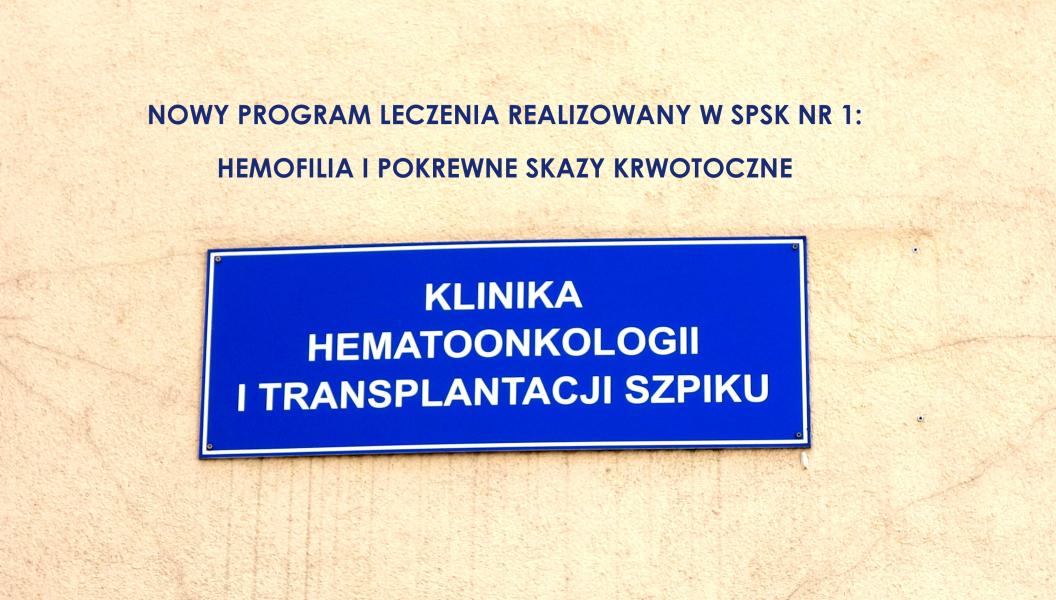 NOWY PROGRAM LECZENIA REALIZOWANY W SPSK NR 1:
HEMOFILIA I POKREWNE SKAZY KRWOTOCZNE
KLINIKA
HEMATOONKOLOGII
I TRANSPLANTACJI SZPIKU